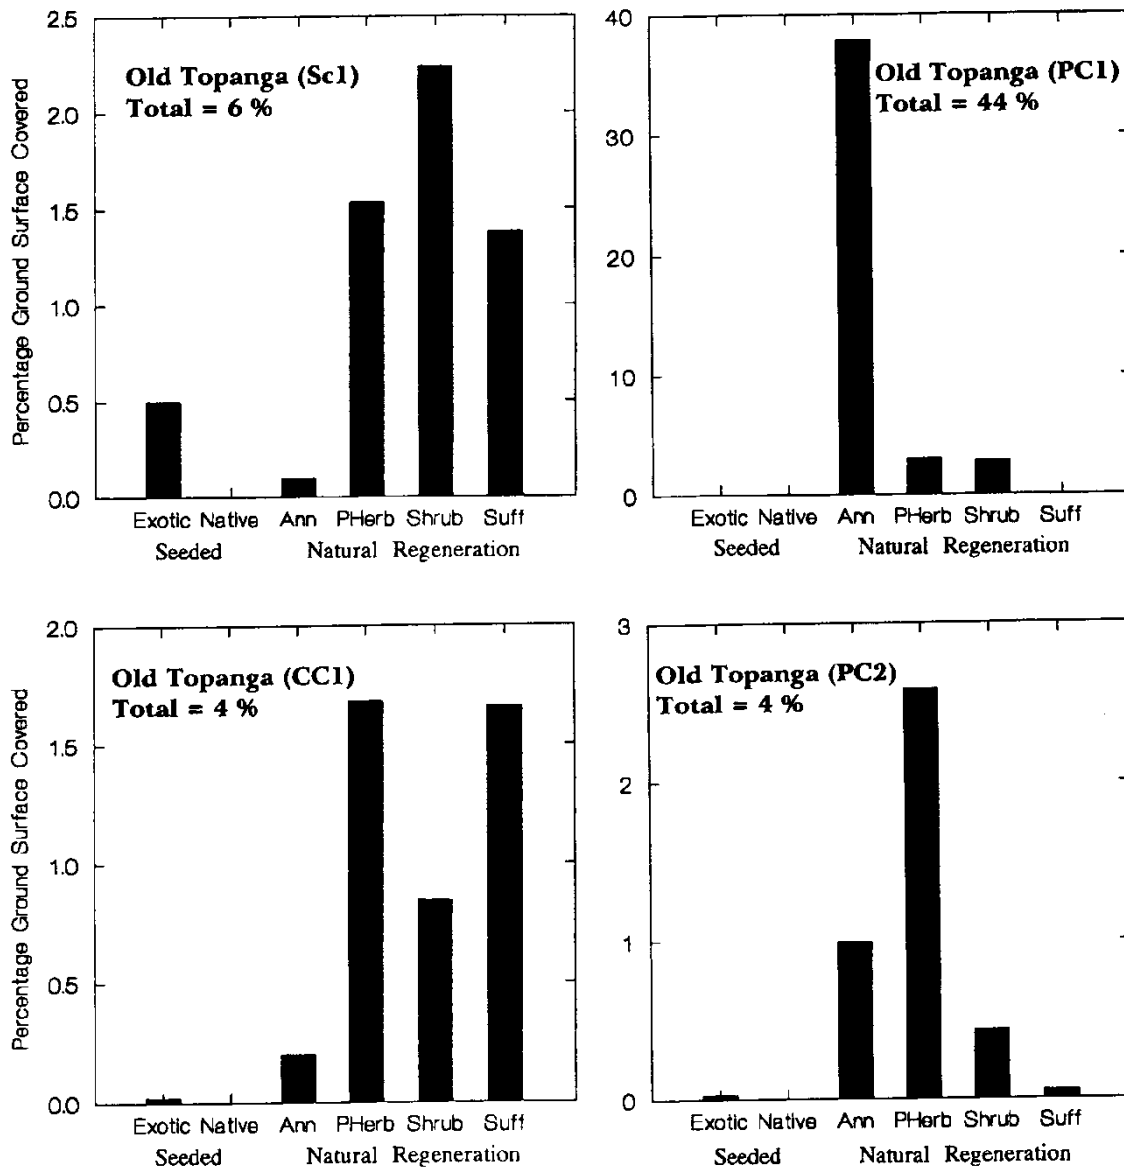 Percentage Ground Surface Covered
Old Topanga (Sc1)
Total = 6 %
2.5
2.0
1.5
1.0
0.5
0.0
Exotic Native Ann PHerb Shrub Suff
Seeded Natural Regeneration
Old Topanga (PC1)
Total = 44 %
40
30
20
10
0
Exotic Native Ann PHerb Shrub Suff
Seeded Natural Regeneration
Percentage Ground Surface Covered
Old Topanga (CC1)
Total = 4 %
2.0
1.5
1.0
0.5
0.0
Exotic Native Ann PHerb Shrub Suff
Seeded Natural Regeneration
Old Topanga (PC2)
Total = 4 %
3
2
1
0
Exotic Native Ann PHerb Shrub Suff
Seeded Natural Regeneration